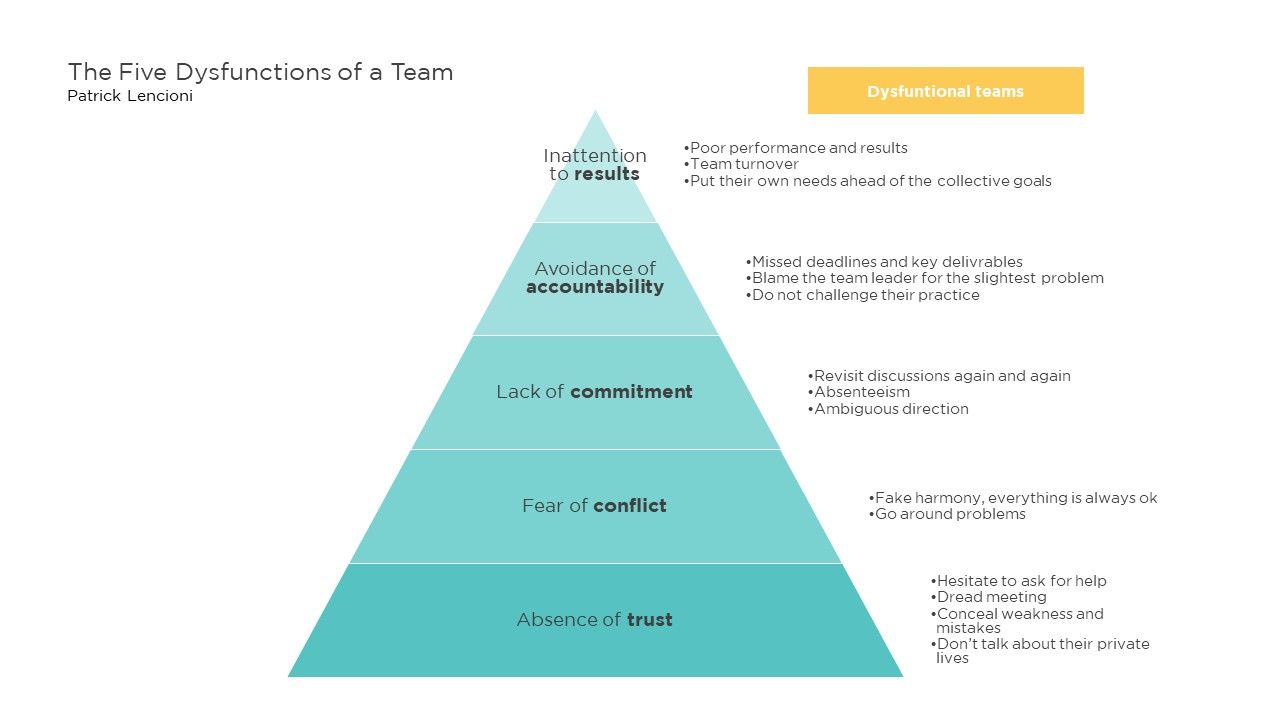 The Five Dysfunctions of a Team
Patrick Lencioni
Dysfuntional teams
Inattention
to results
•Poor performance and results
•Team turnover
•Put their own needs ahead of the collective goals
Avoidance of
accountability
•Missed deadlines and key delivrables
•Blame the team leader for the slightest problem
•Do not challenge their practice
Lack of commitment
•Revisit discussions again and again
•Absenteeism
•Ambiguous direction
Fear of conflict
•Fake harmony, everything is always ok
•Go around problems
Absence of trust
•Hesitate to ask for help
•Dread meeting
•Conceal weakness and
mistakes
•Don't talk about their private
lives